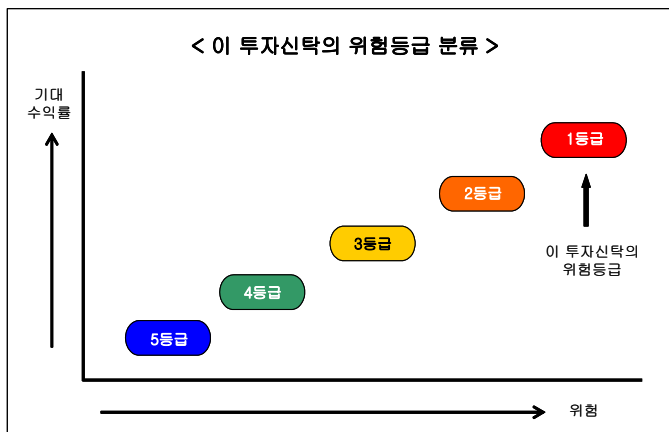 < 이 투자신탁의 위험등급 분류 >
기대
수익률
1등급
2등급
3등급
이 투자신탁의
위험등급
4등급
5등급
위험